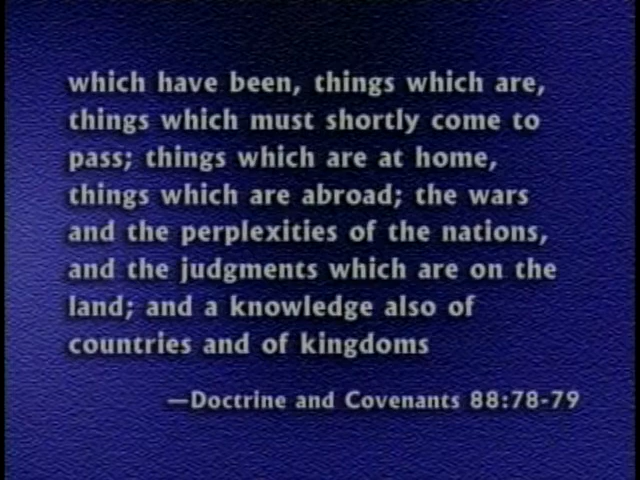 which have been, things which are,
things which must shortly come to
pass; things which are at home,
things which are abroad; the wars
and the perplexities of the nations,
and the judgments which are on the
land; and a knowledge also of
countries and of kingdoms
—Doctrine and Covenants 88:78-79